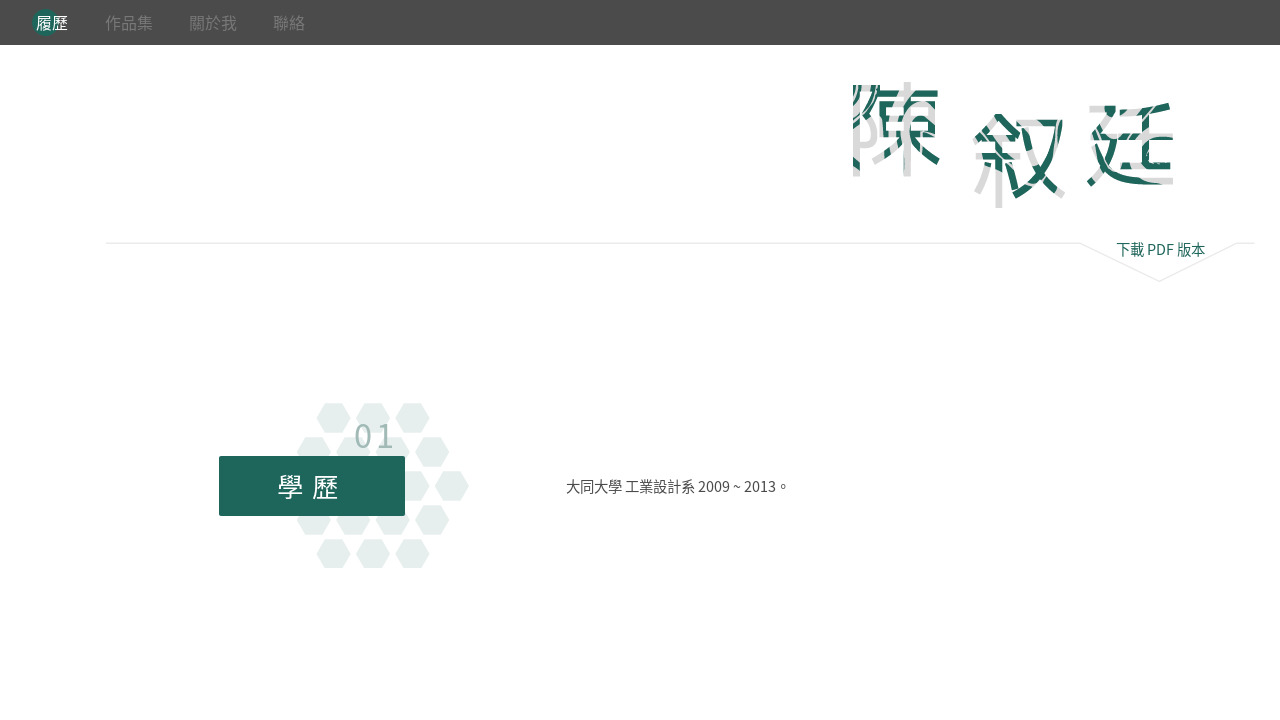 履歷 作品集 關於我 聯絡
陳叙廷
下載 PDF 版本
01
學歷
大同大學 工業設計系 2009 ~ 2013。